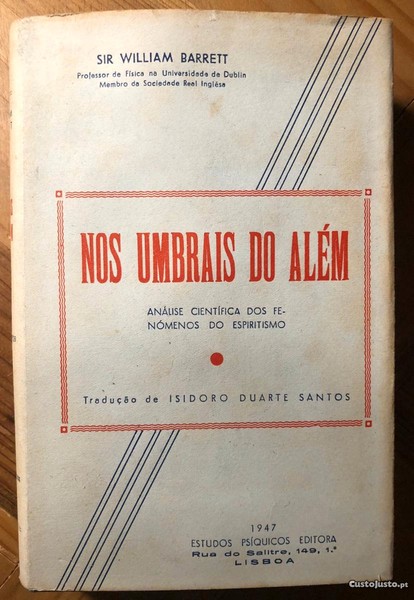 SIR WILLIAM BARRETT
Professor de Física na Universidade de Dublin
Membro da Sociedade Real Inglêsa
NOS UMBRAIS DO ALÉM
ANÁLISE CIENTÍFICA DOS FE-
NÓMENOS DO ESPIRITISMO
Tradução de ISIDORO DUARTE SANTOS
1947
ESTUDOS PSÍQUICOS EDITORA
Rua do Salitre, 149, 1.º
LISBOA
CustoJusto.pt